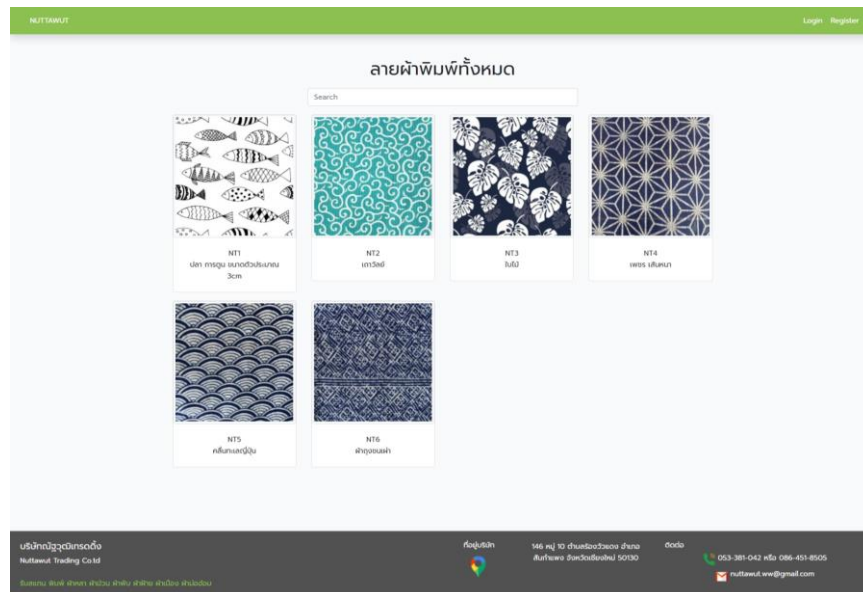 NUTTAWUT
Login Register
ลายผ้าพิมพ์ทั้งหมด
Search
NT1
ปลา การตูน ขนาดตัวประมาณ
3cm
NT2
เถาวัลย์
NT3
ใบไม้
NT4
เพชร เส้นหนา
NT5
คลื่นทะเลญี่ปุ่น
NT6
ผ้าถุงชนเผ่า
บริษัทณัฐวุฒิเทรดดิ้ง
Nuttawut Trading Co.td
ที่อยู่บริษัท
146 หมู่ 10 ตำบลร้องวัวแดง อำเภอ
สันกำแพง จังหวัดเชียงใหม่ 50130
ติดต่อ
053-381-042 หรือ 086-451-8505
nuttawut.ww@gmail.com